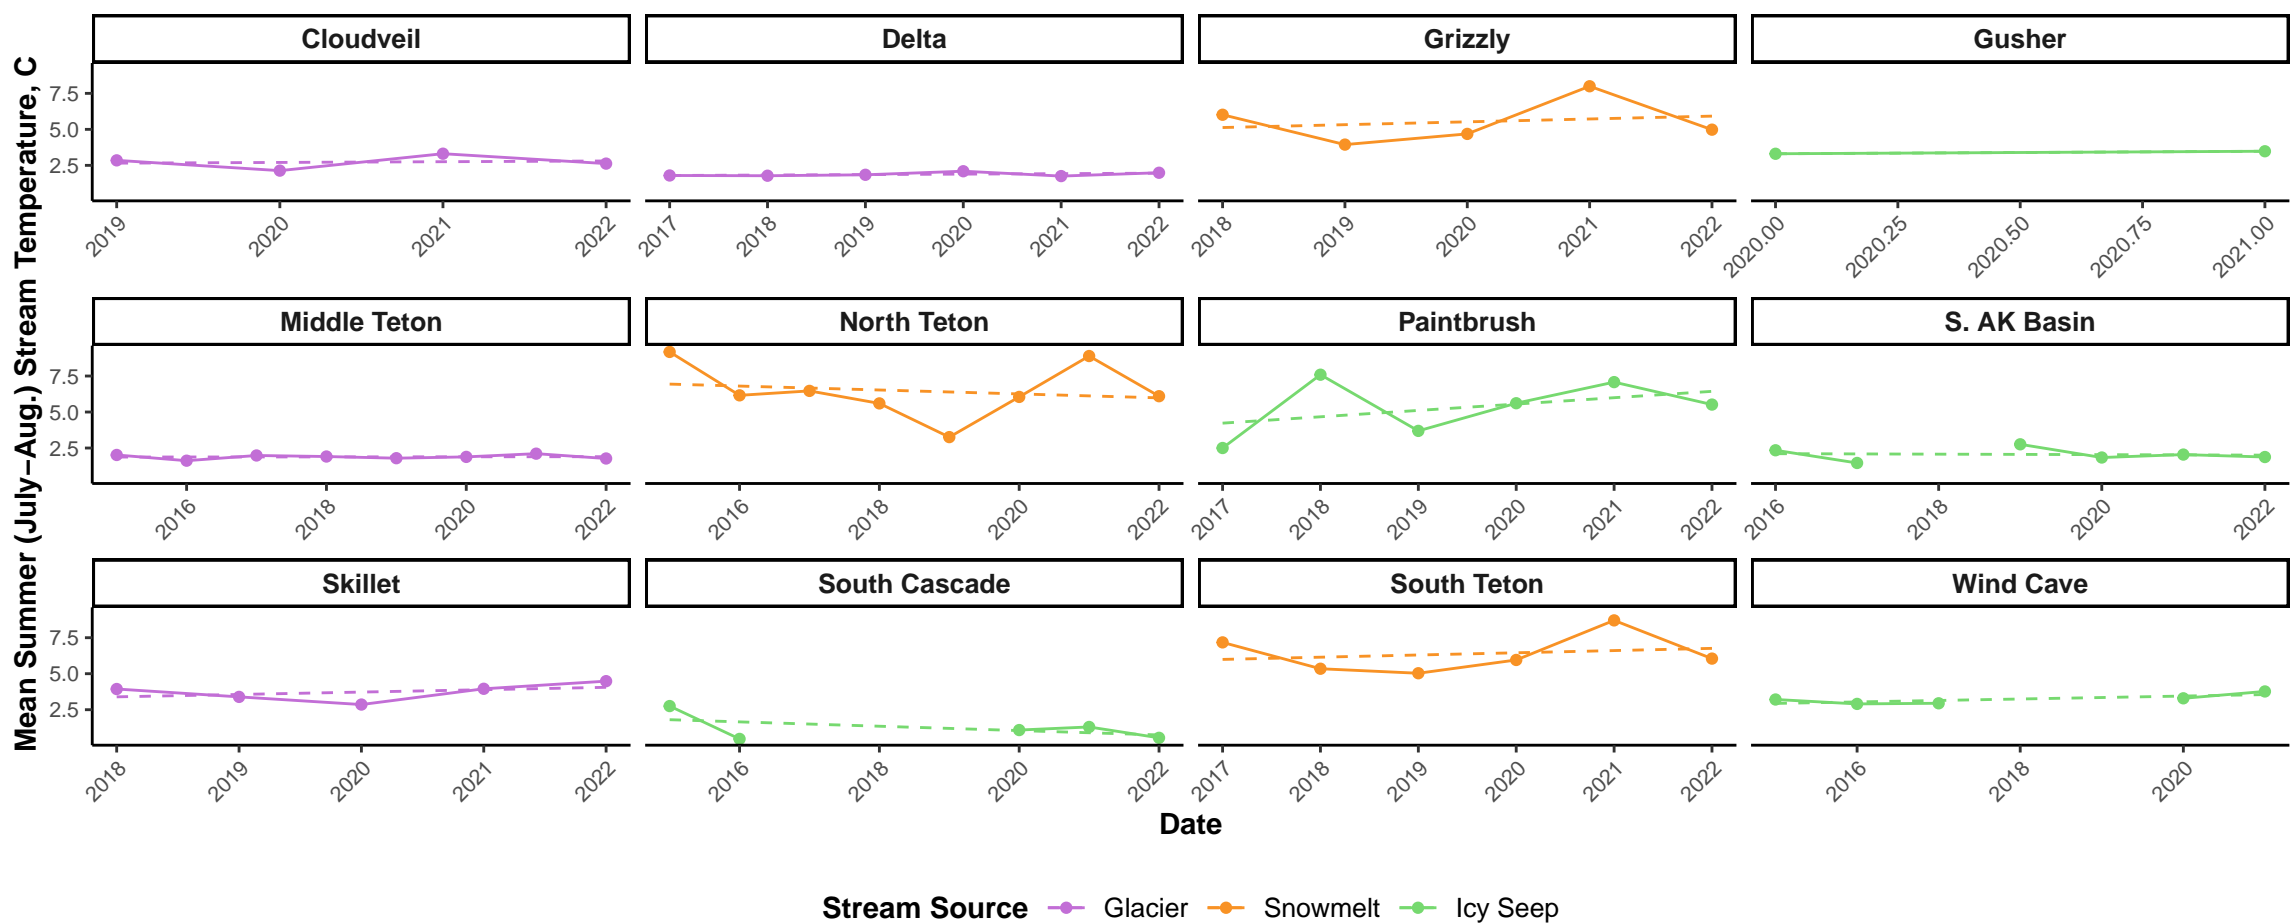 Mean Summer (July−Aug.) Stream Temperature, C
Cloudveil
Delta
Grizzly
Gusher
7.5
5.0
2.5
2019 2020 2021 2022
2017 2018 2019 2020 2021 2022
2018 2019 2020 2021 2022
2020.00 2020.25 2020.50 2020.75 2021.00
Middle Teton
North Teton
Paintbrush
S. AK Basin
7.5
5.0
2.5
2016 2018 2020 2022
2016 2018 2020 2022
2017 2018 2019 2020 2021 2022
2016 2018 2020 2022
Skillet
South Cascade
South Teton
Wind Cave
7.5
5.0
2.5
2018 2019 2020 2021 2022
2016 2018 2020 2022
2017 2018 2019 2020 2021 2022
2016 2018 2020
Date
Stream Source Glacier Snowmelt Icy Seep